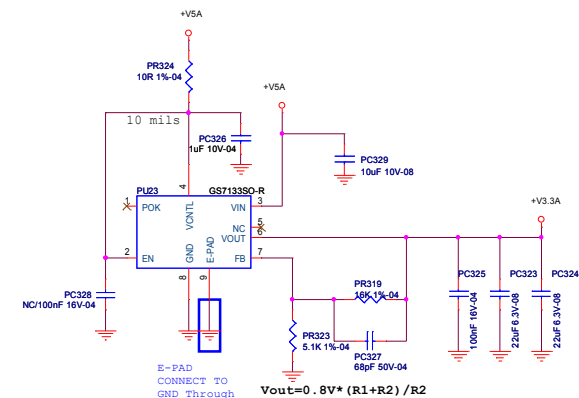 +V5A
PR324
10R 1%-04
+V5A
10 mils
PC326
1uF 10V-04
PC329
10uF 10V-08
PU23
GS7133SO-R
+V3.3A
1
POK
4
VCNTL
VIN
3
NC
5
VOUT
6
2
EN
GND
E-PAD
FB
7
8
9
PC328
NC/100nF 16V-04
PR319
16K 1%-04
PC325
100nF 16V-04
PC323
22uF 6.3V-08
PC324
22uF 6.3V-08
PR323
5.1K 1%-04
PC327
68pF 50V-04
E-PAD
CONNECT TO
GND Through
Vout=0.8V*(R1+R2)/R2